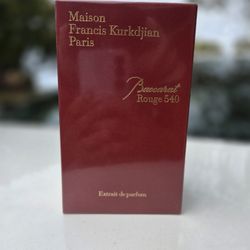 Maison
Francis Kurkdjian
Paris
Baccarat
Rouge 540
Extrait de parfum